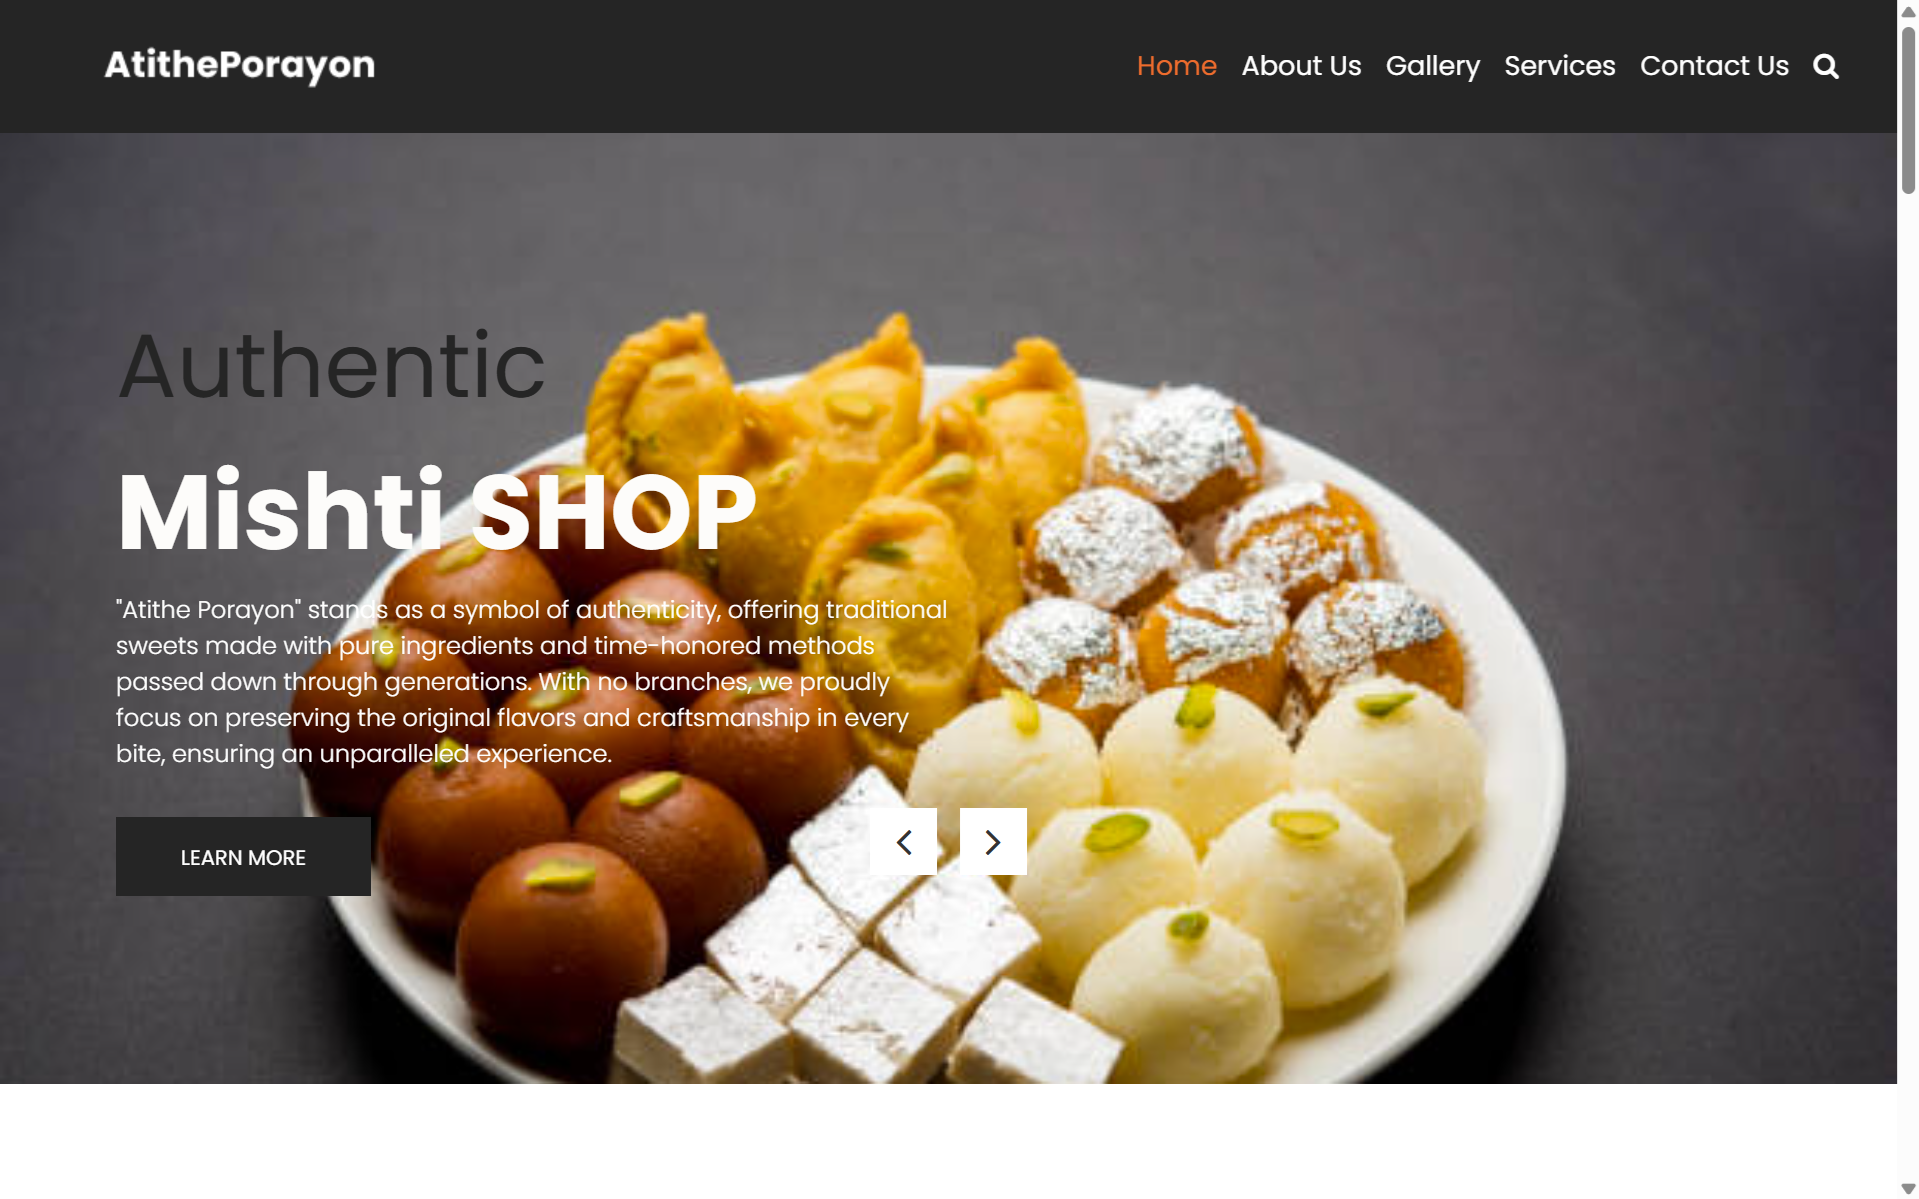 AtithePorayon
Home About Us Gallery Services Contact Us
Authentic
Mishti SHOP
"Atithe Porayon" stands as a symbol of authenticity, offering traditional
sweets made with pure ingredients and time-honored methods
passed down through generations. With no branches, we proudly
focus on preserving the original flavors and craftsmanship in every
bite, ensuring an unparalleled experience.
LEARN MORE